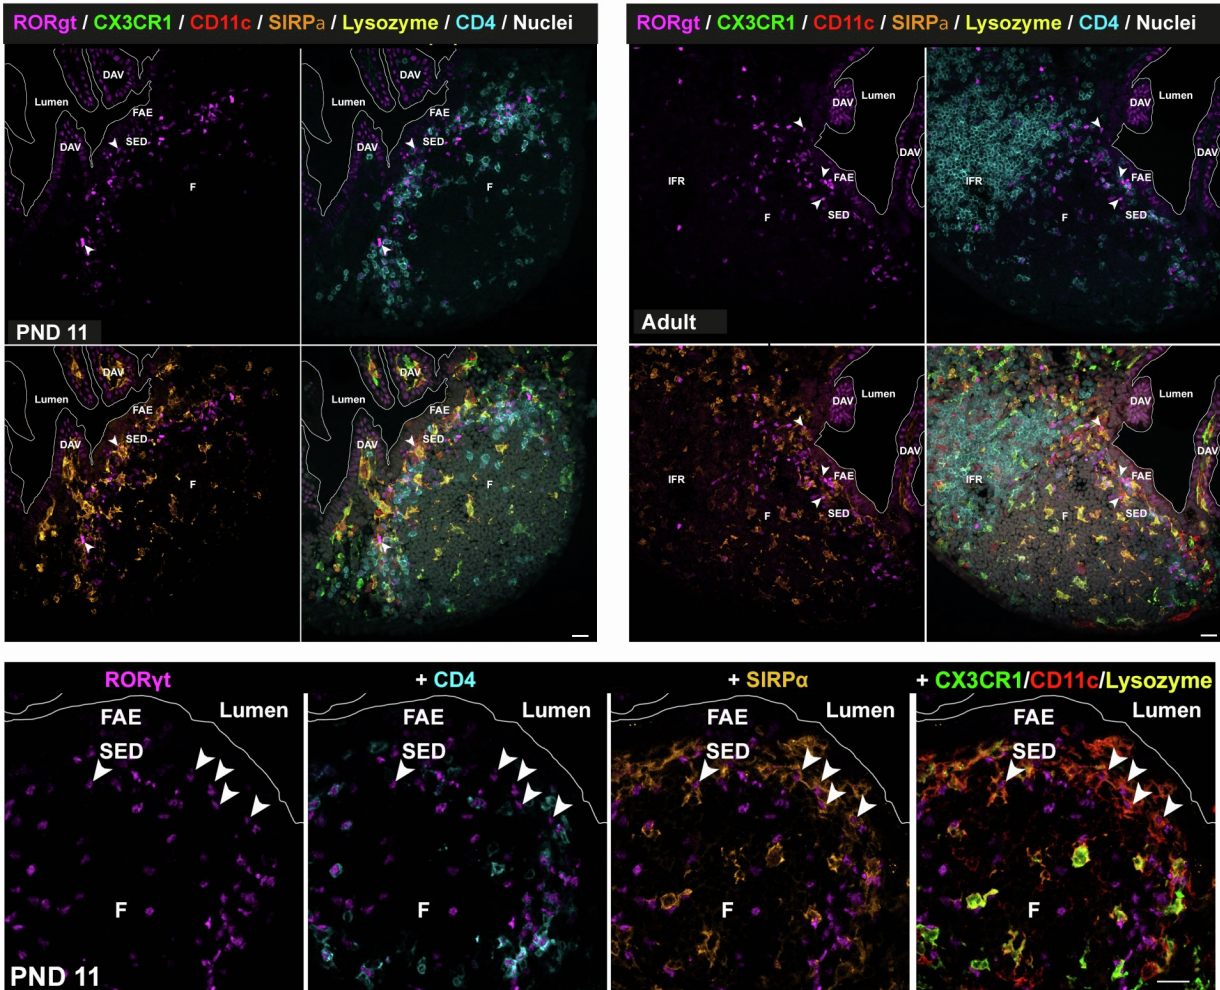 RORgt / CX3CR1 / CD11c / SIRPa / Lysozyme / CD4 / Nuclei
DAV
Lumen
FAE
DAV
SED
F
PND 11
DAV
Lumen
FAE
DAV
SED
F
DAV
Lumen
FAE
DAV
SED
F
DAV
Lumen
FAE
DAV
SED
F
RORgt / CX3CR1 / CD11c / SIRPa / Lysozyme / CD4 / Nuclei
DAV
Lumen
DAV
IFR
FAE
F
SED
Adult
DAV
Lumen
DAV
IFR
FAE
F
SED
DAV
Lumen
DAV
IFR
FAE
F
SED
DAV
Lumen
DAV
IFR
FAE
F
SED
RORγt
FAE
Lumen
SED
F
PND 11
+ CD4
FAE
Lumen
SED
F
+ SIRPα
FAE
Lumen
SED
F
+ CX3CR1/CD11c/Lysozyme
FAE
Lumen
SED
F